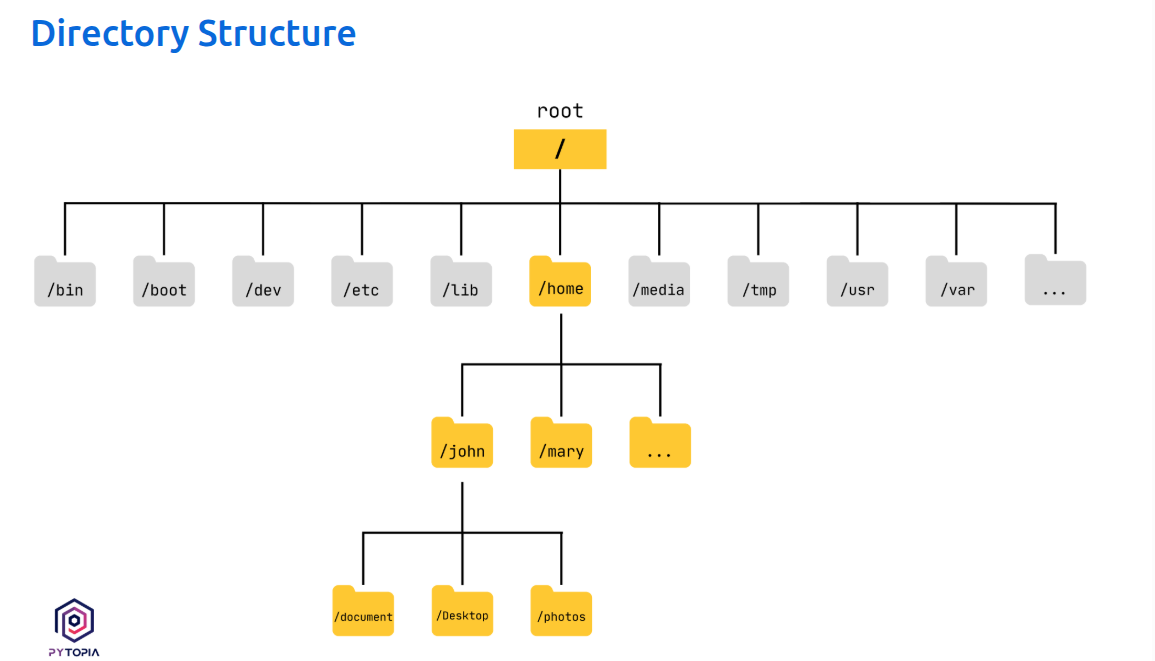 Directory Structure
root
/
/bin
/boot
/dev
/etc
/lib
/home
/media
/tmp
/usr
/var
...
/john
/mary
...
/document
/Desktop
/photos
PYTOPIA